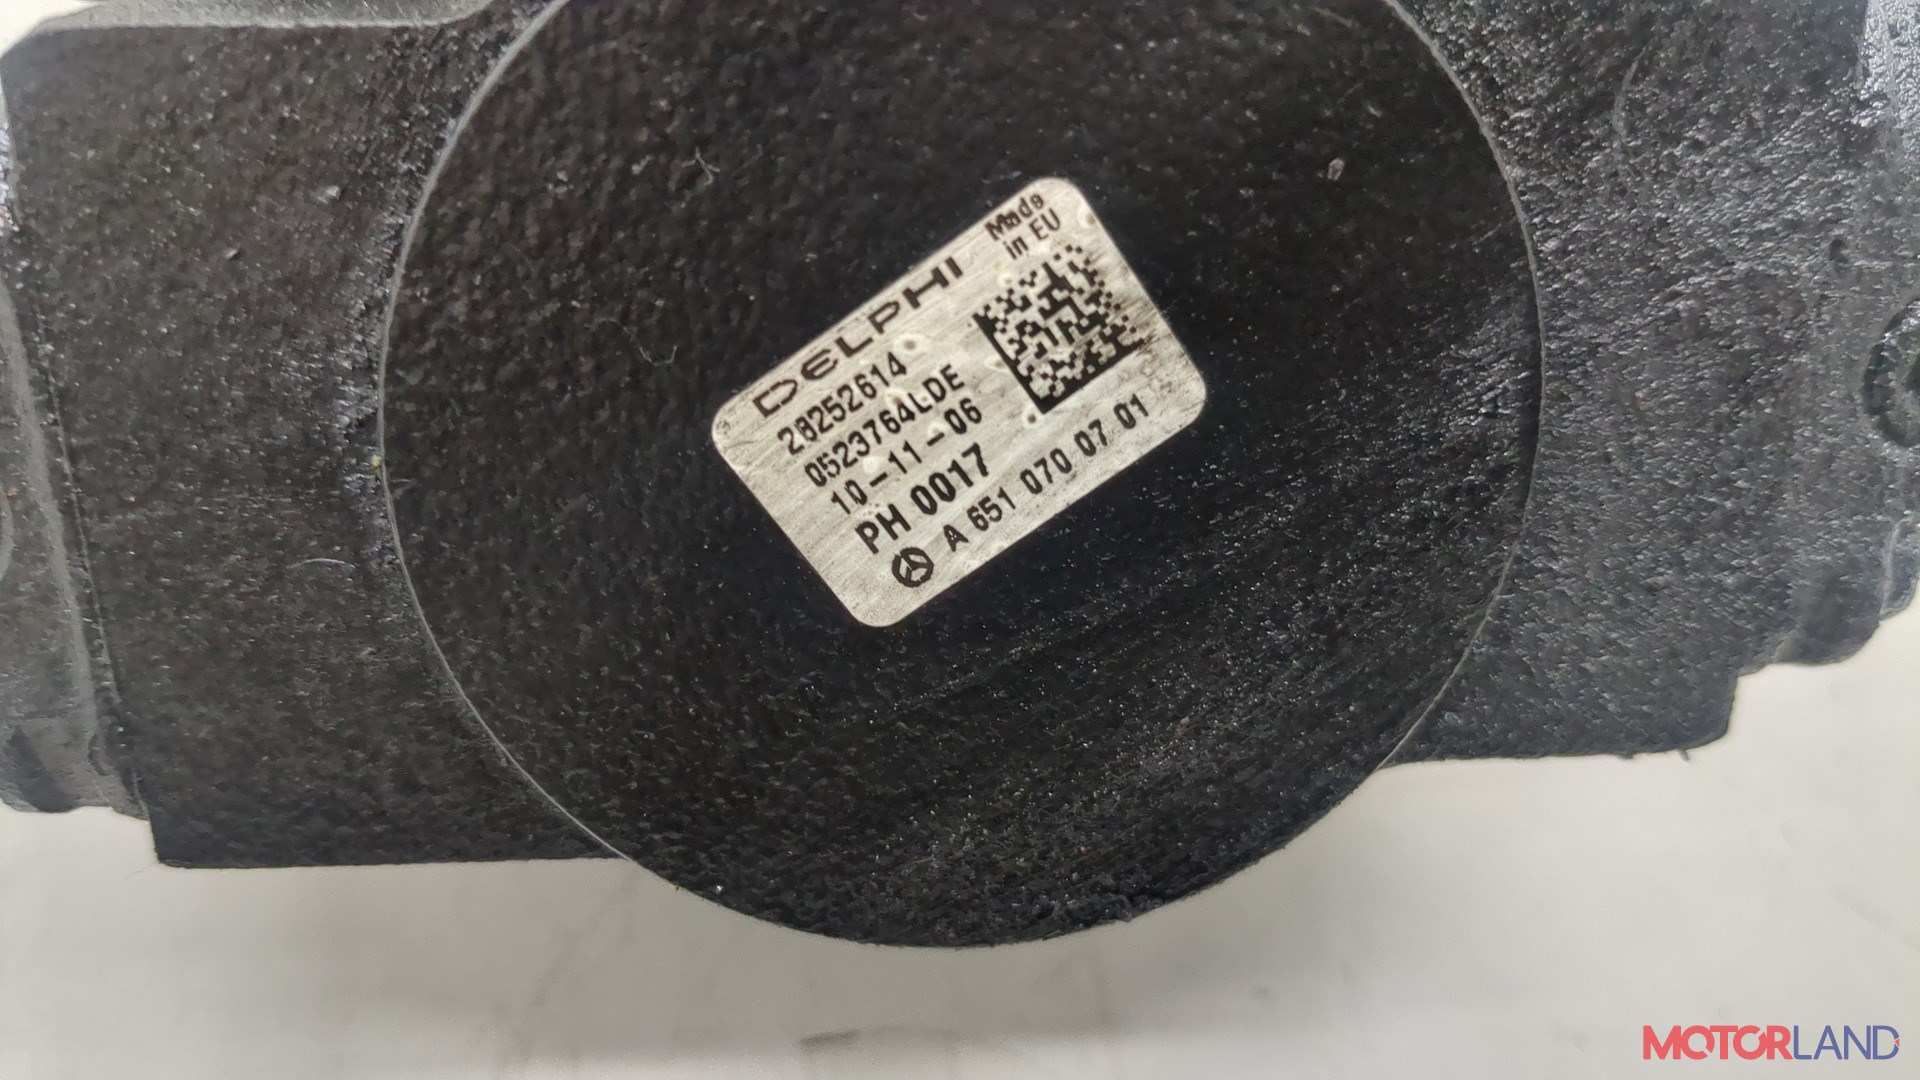 Made
in EU
DELPHI
28252614
0523764LDE
10-11-06
PH 0017
A 651 070 07 01
MOTORLAND